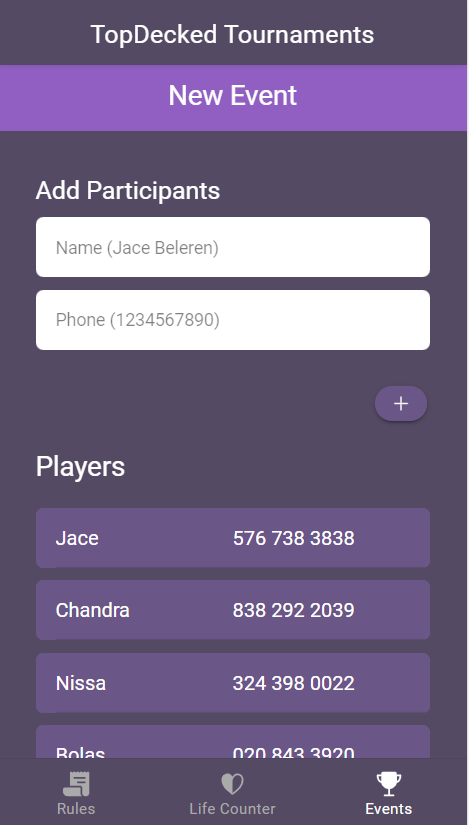 TopDecked Tournaments
New Event
Add Participants
Name (Jace Beleren)
Phone (1234567890)
+
Players
Jace 576 738 3838
Chandra 838 292 2039
Nissa 324 398 0022
Bolas 020 843 3920
Rules Life Counter Events